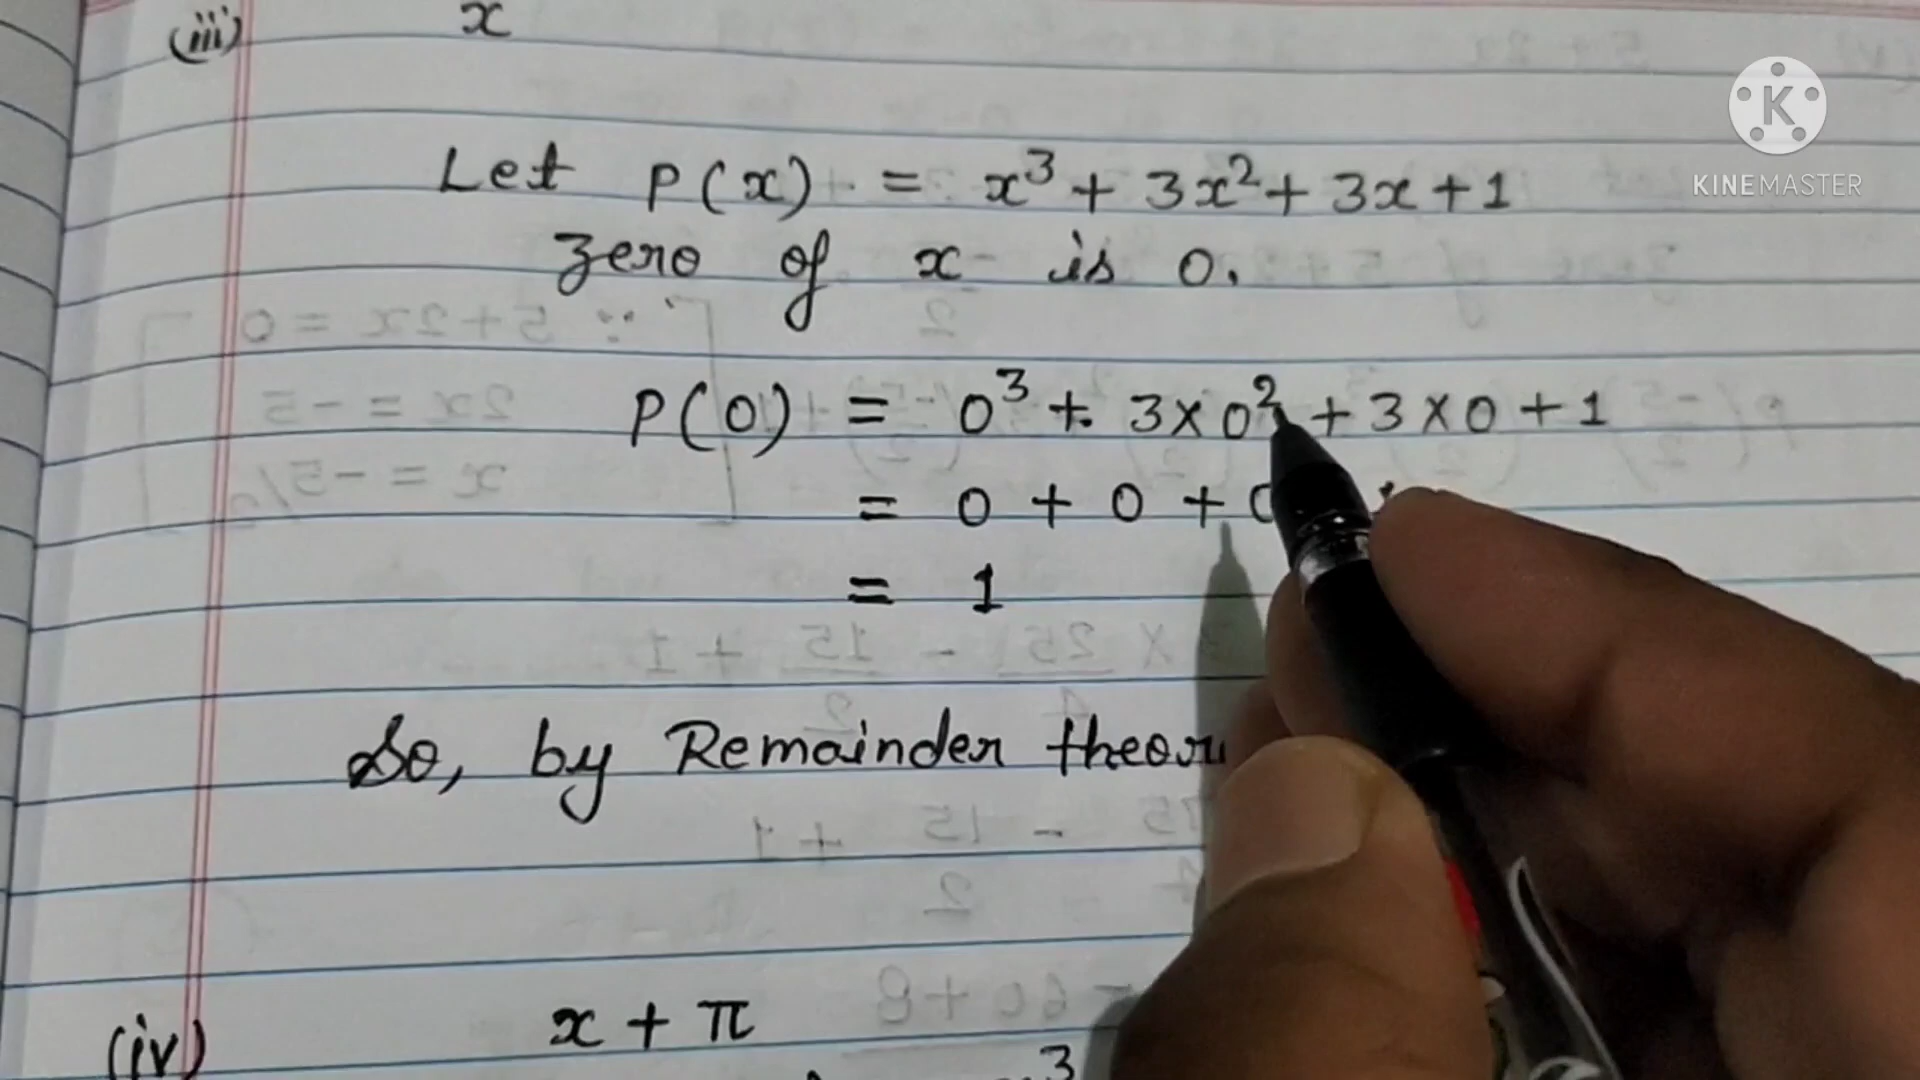 (iii) x
Let P(x) = x³ + 3x² + 3x + 1
zero of x is 0.
P(0) = 0³ + 3×0² + 3×0 + 1
= 0 + 0 + 0
= 1
So, by Remainder
(iv) x + π
3
K
KINEMASTER